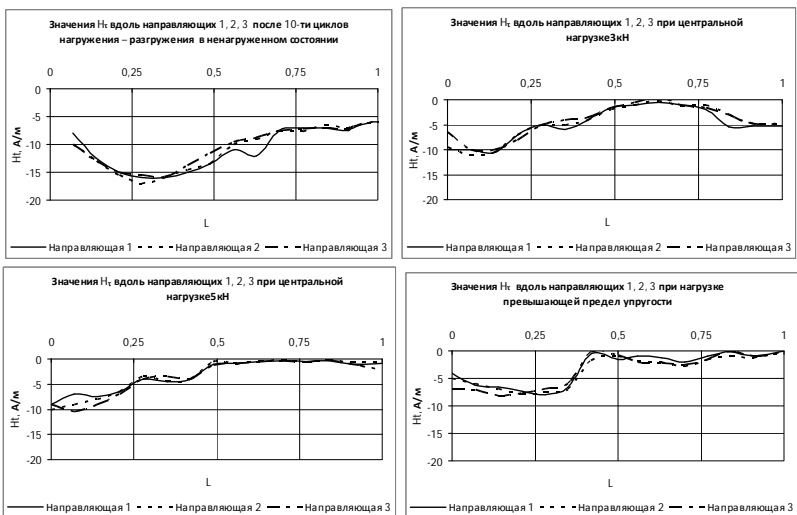 Значения Hτ вдоль направляющих 1, 2, 3 после 10-ти циклов
нагружения – разгружения в ненагруженном состоянии
0 0,25 0,5 0,75 1
0
-5
-10
-15
-20
Ht, А/м
L
Направляющая 1 Направляющая 2 Направляющая 3
Значения Hτ вдоль направляющих 1, 2, 3 при центральной
нагрузке3кН
0 0,25 0,5 0,75 1
0
-5
-10
-15
-20
Ht, А/м
L
Направляющая 1 Направляющая 2 Направляющая 3
Значения Hτ вдоль направляющих 1, 2, 3 при центральной
нагрузке5кН
0 0,25 0,5 0,75 1
0
-5
-10
-15
-20
Ht, А/м
L
Направляющая 1 Направляющая 2 Направляющая 3
Значения Hτ вдоль направляющих 1, 2, 3 при нагрузке
превышающей предел упругости
0 0,25 0,5 0,75 1
0
-5
-10
-15
-20
Ht, А/м
L
Направляющая 1 Направляющая 2 Направляющая 3